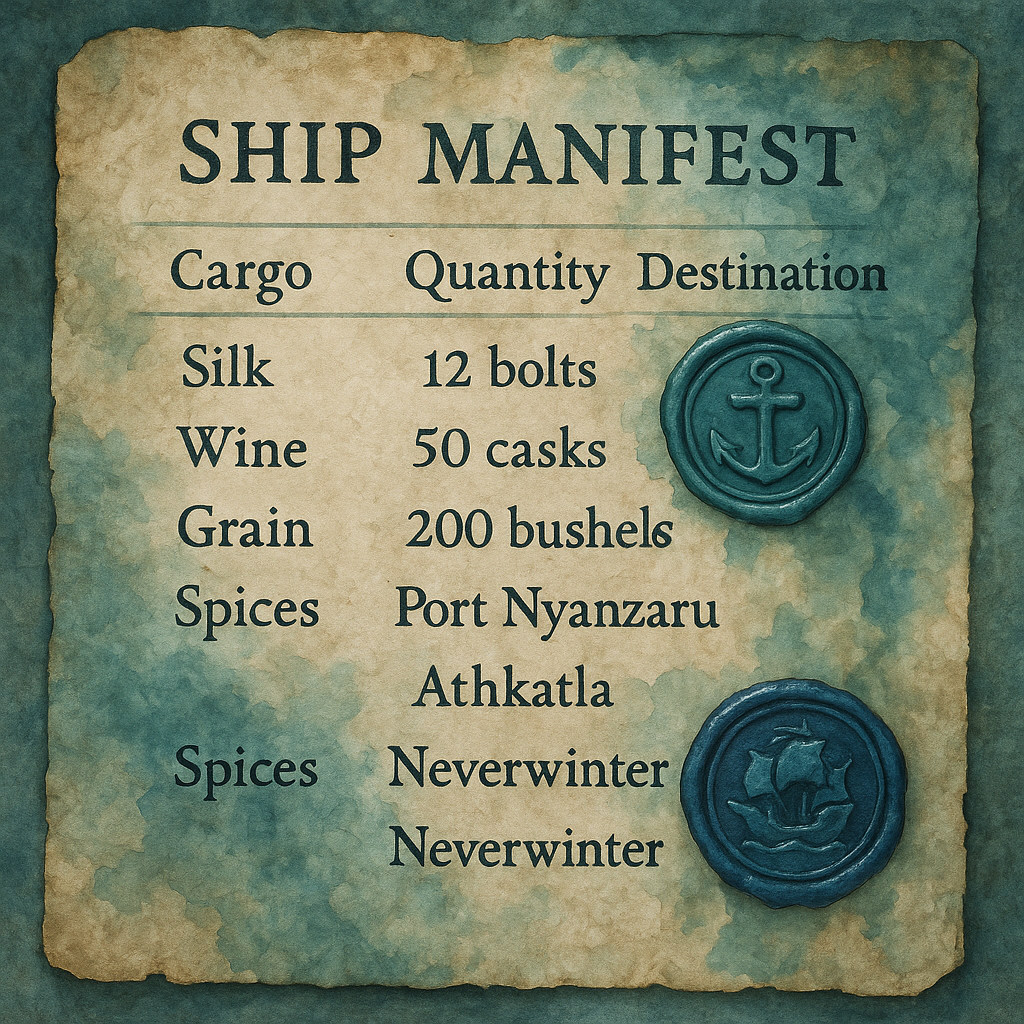 SHIP MANIFEST
Cargo Quantity Destination
Silk 12 bolts
Wine 50 casks
Grain 200 bushels
Spices Port Nyanzaru
Athkatla
Spices Neverwinter
Neverwinter